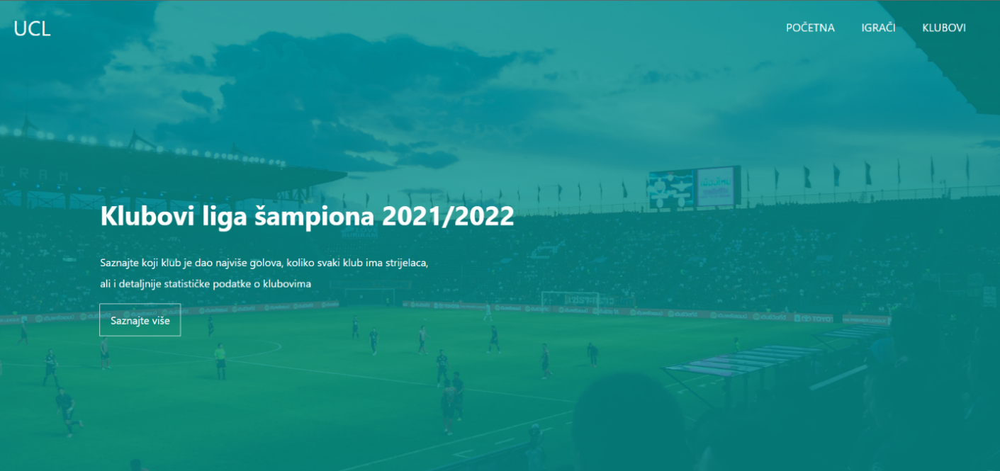 UCL
POČETNA IGRAČI KLUBOVI
Klubovi liga šampiona 2021/2022
Saznajte koji klub je dao najviše golova, koliko svaki klub ima strijelaca,
ali i detaljnije statističke podatke o klubovima
Saznajte više
TOYO